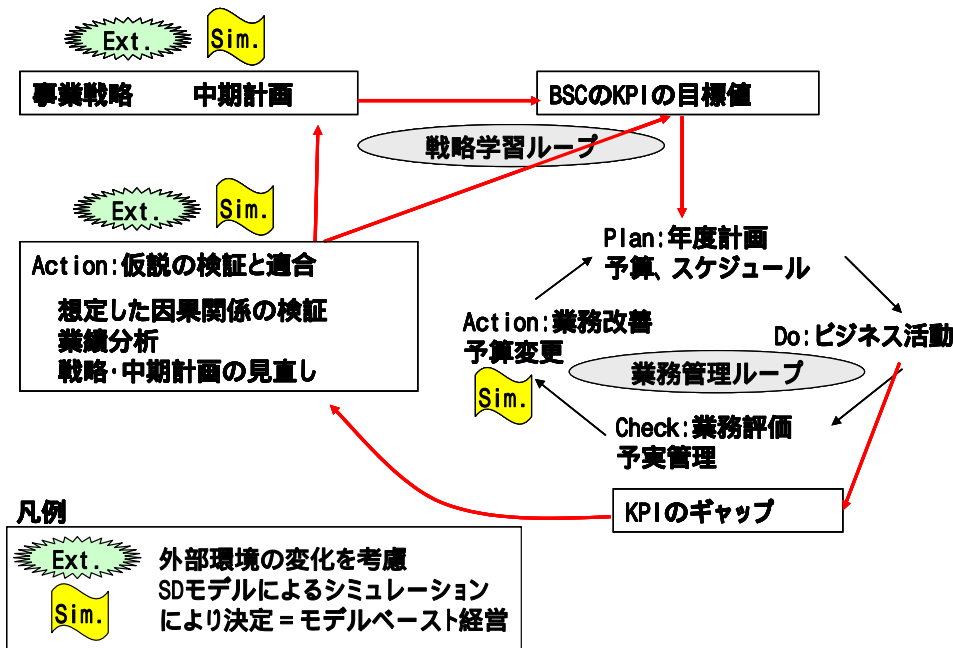 Ext.
Sim.
事業戦略 中期計画
BSCのKPIの目標値
戦略学習ループ
Ext.
Sim.
Action:仮説の検証と適合
想定した因果関係の検証
業績分析
戦略･中期計画の見直し
Plan:年度計画
予算、スケジュール
Action:業務改善
予算変更
Sim.
Do:ビジネス活動
業務管理ループ
Check:業務評価
予実管理
KPIのギャップ
凡例
Ext.
外部環境の変化を考慮
Sim.
SDモデルによるシミュレーション
により決定＝モデルベースト経営